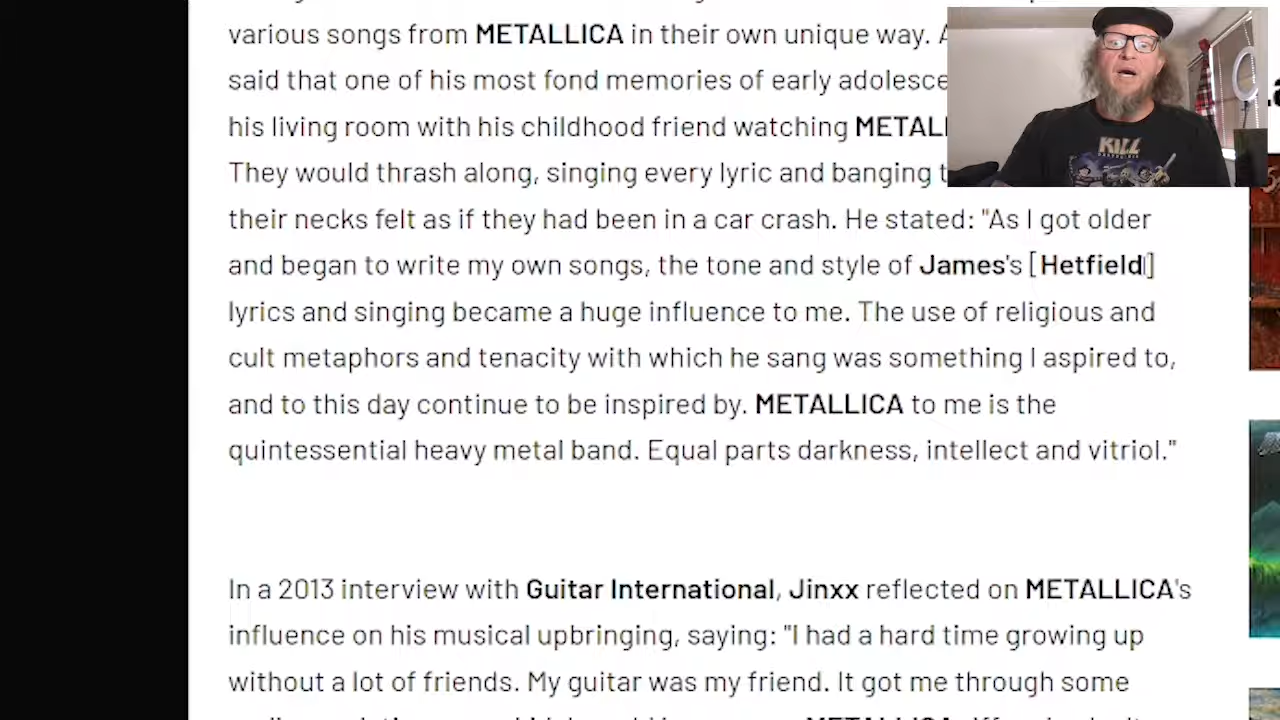 various songs from METALLICA in their own unique way.
said that one of his most fond memories of early
his living room with his childhood friend watching
They would thrash along, singing every lyric and banging
their necks felt as if they had been in a car crash. He stated: "As I got older
and began to write my own songs, the tone and style of James's [Hetfield]
lyrics and singing became a huge influence to me. The use of religious and
cult metaphors and tenacity with which he sang was something I aspired to,
and to this day continue to be inspired by. METALLICA to me is the
quintessential heavy metal band. Equal parts darkness, intellect and vitriol."
In a 2013 interview with Guitar International, Jinxx reflected on METALLICA's
influence on his musical upbringing, saying: "I had a hard time growing up
without a lot of friends. My guitar was my friend. It got me through some
KILL